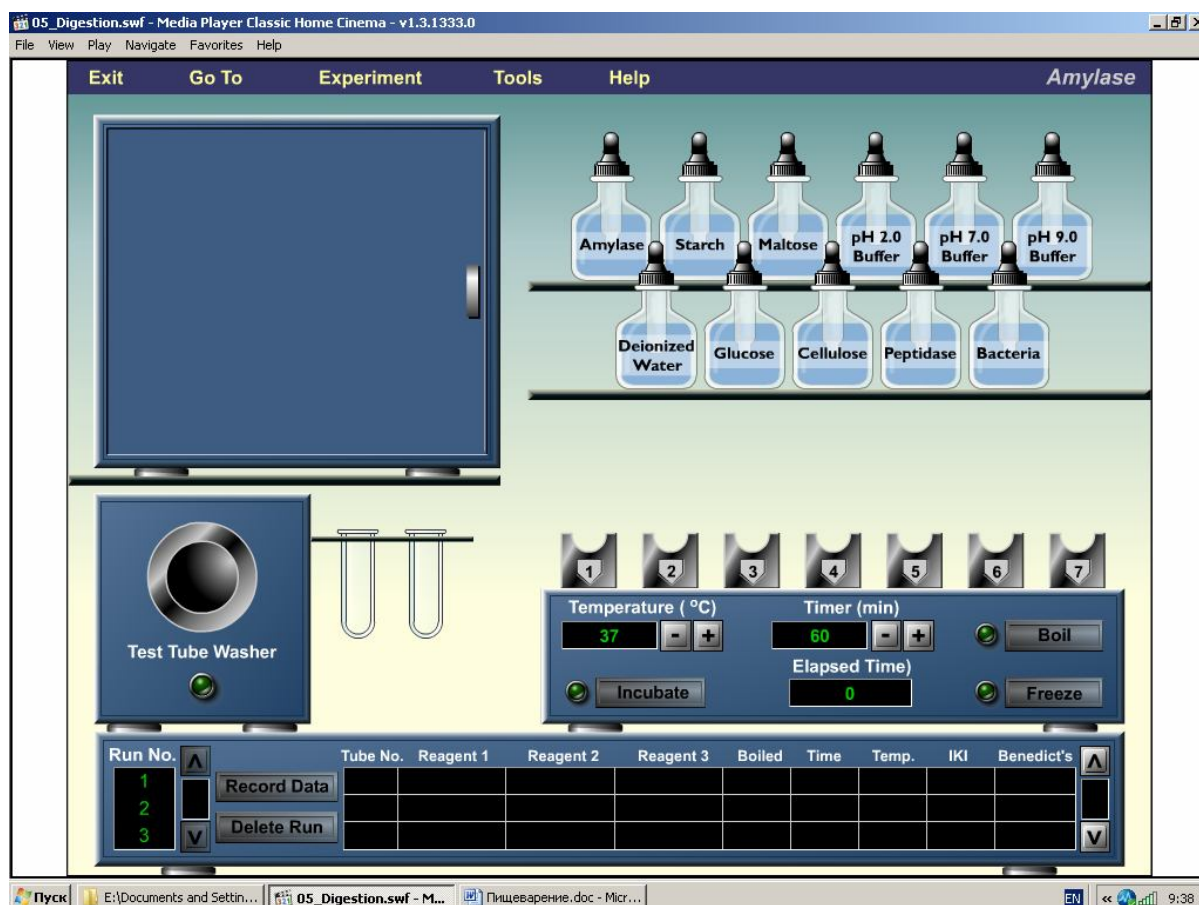 05_Digestion.swf - Media Player Classic Home Cinema - v1.3.1333.0
File View Play Navigate Favorites Help
Exit Go To Experiment Tools Help Amylase
Amylase Starch Maltose pH 2.0 Buffer pH 7.0 Buffer pH 9.0 Buffer
Deionized Water Glucose Cellulose Peptidase Bacteria
1 2 3 4 5 6 7
Temperature ( °C) Timer (min)
37 - + 60 - + Boil
Elapsed Time)
Incubate 0 Freeze
Test Tube Washer
Run No. Tube No. Reagent 1 Reagent 2 Reagent 3 Boiled Time Temp. IKI Benedict's
1 Record Data
2
3 Delete Run
Пуск E:\Documents and Settin... 05_Digestion.swf - M... Пищеварение.doc - Micr... EN « 9:38